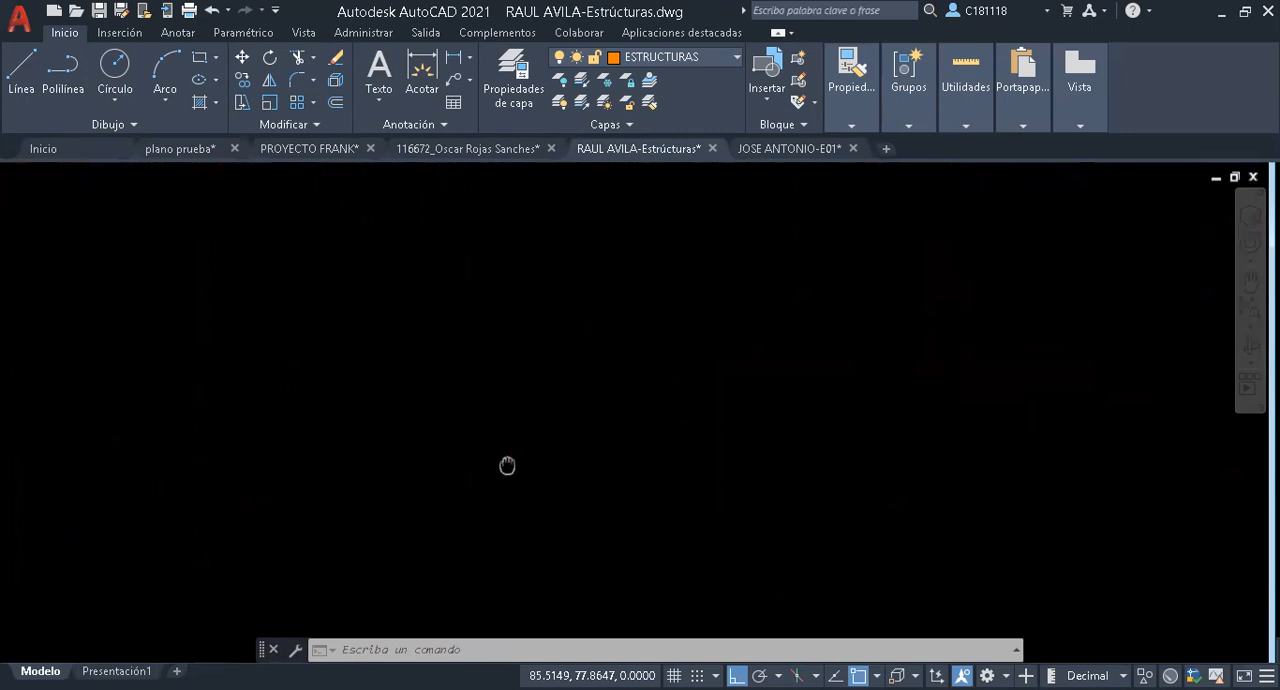 Autodesk AutoCAD 2021 RAUL AVILA-Estrúcturas.dwg Escriba palabra clave o frase C181118
Inicio Inserción Anotar Paramétrico Vista Administrar Salida Complementos Colaborar Aplicaciones destacadas
ESTRUCTURAS
Línea Polilínea Círculo Arco Texto Acotar Propiedades de capa Insertar Propied... Grupos Utilidades Portapap... Vista
Dibujo Modificar Anotación Capas Bloque
Inicio plano prueba* PROYECTO FRANK* 116672_Oscar Rojas Sanches* RAUL AVILA-Estrúcturas* JOSE ANTONIO-E01*
Escriba un comando
Modelo Presentación1 85.5149, 77.8647, 0.0000 Decimal